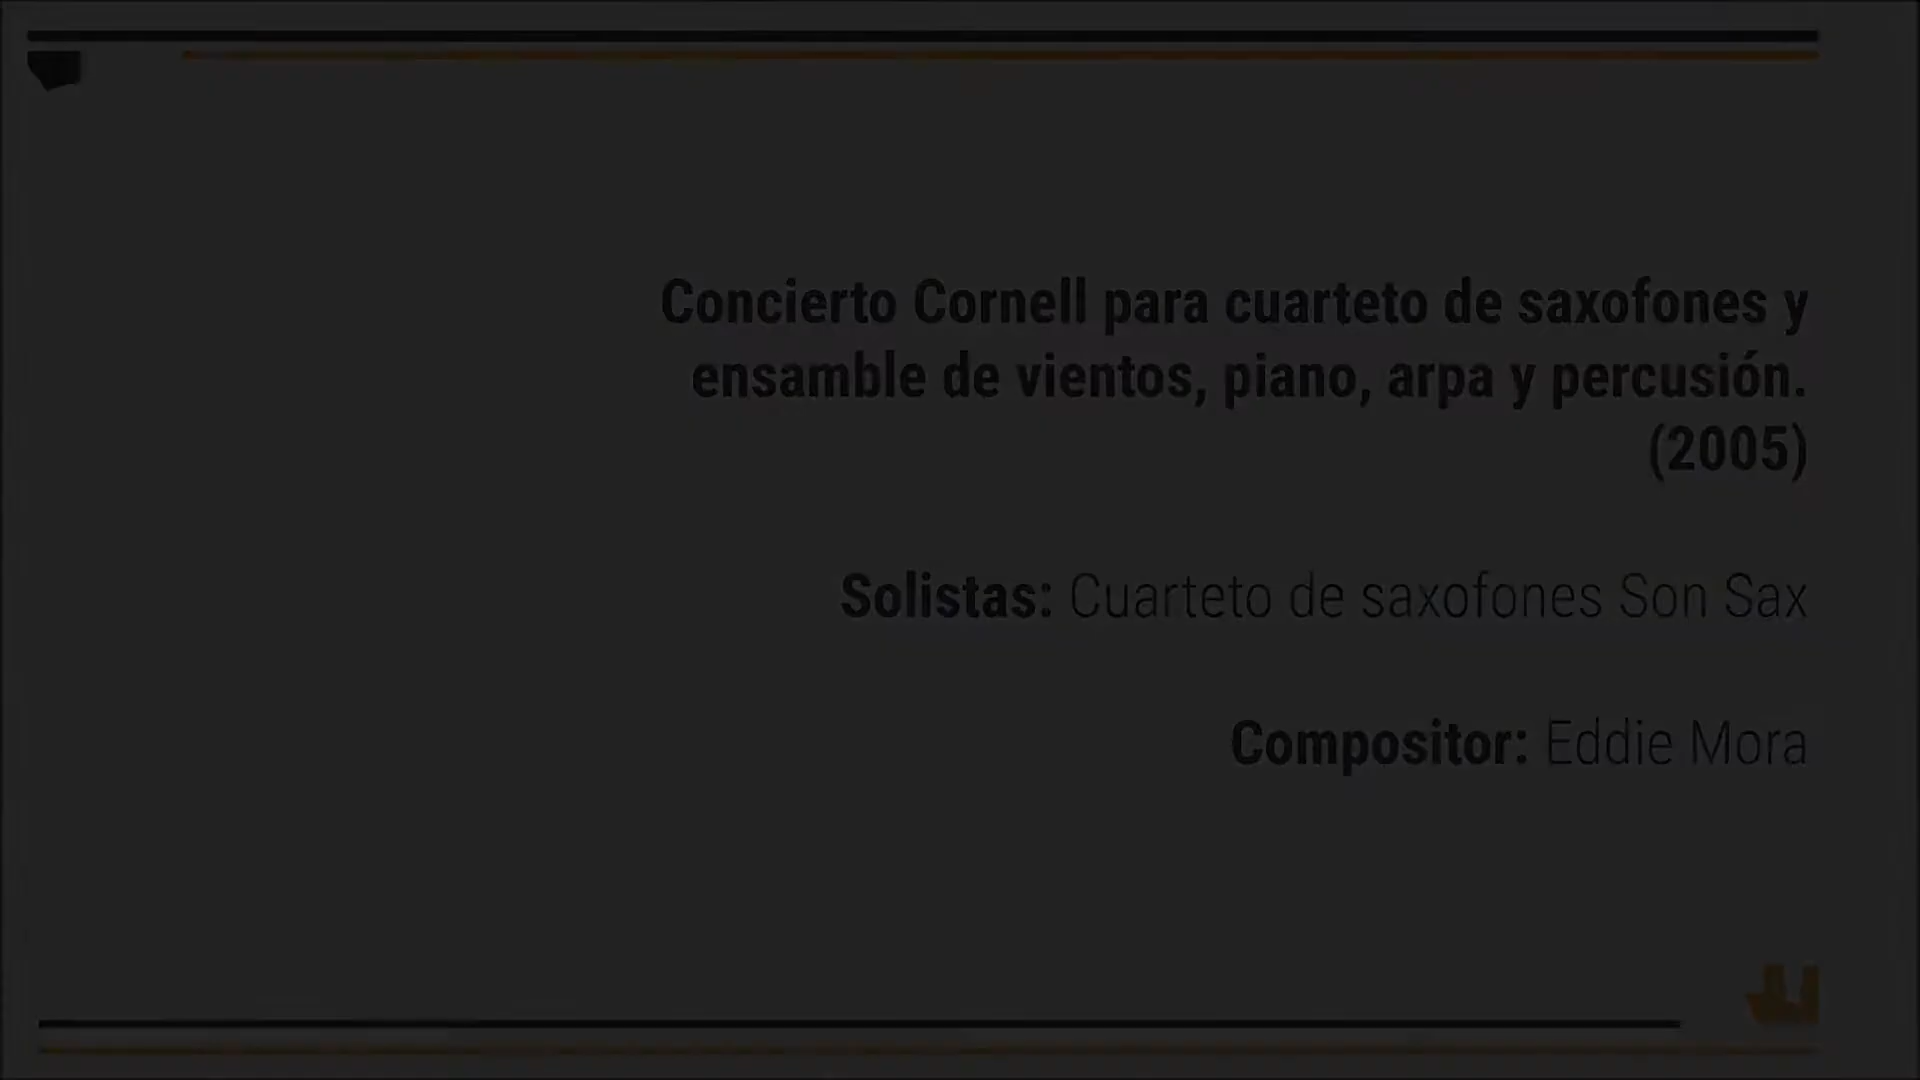 Concierto Cornell para cuarteto de saxofones y
ensamble de vientos, piano, arpa y percusión.
(2005)
Solistas: Cuarteto de saxofones Son Sax
Compositor: Eddie Mora